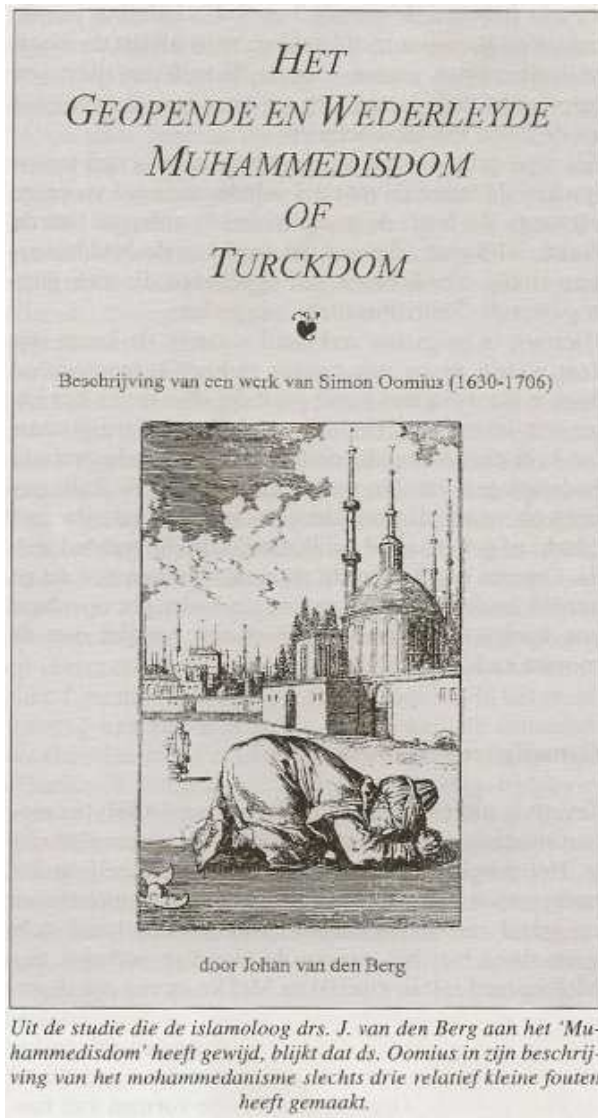 HET
GEOPENDE EN WEDERLEYDE
MUHAMMEDISDOM
OF
TURCKDOM
Beschrijving van een werk van Simon Oomius (1630-1706)
door Johan van den Berg
Uit de studie die de islamoloog drs. J. van den Berg aan het 'Mu-
hammedisdom' heeft gewijd, blijkt dat ds. Oomius in zijn beschrij-
ving van het mohammedanisme slechts drie relatief kleine fouten
heeft gemaakt.